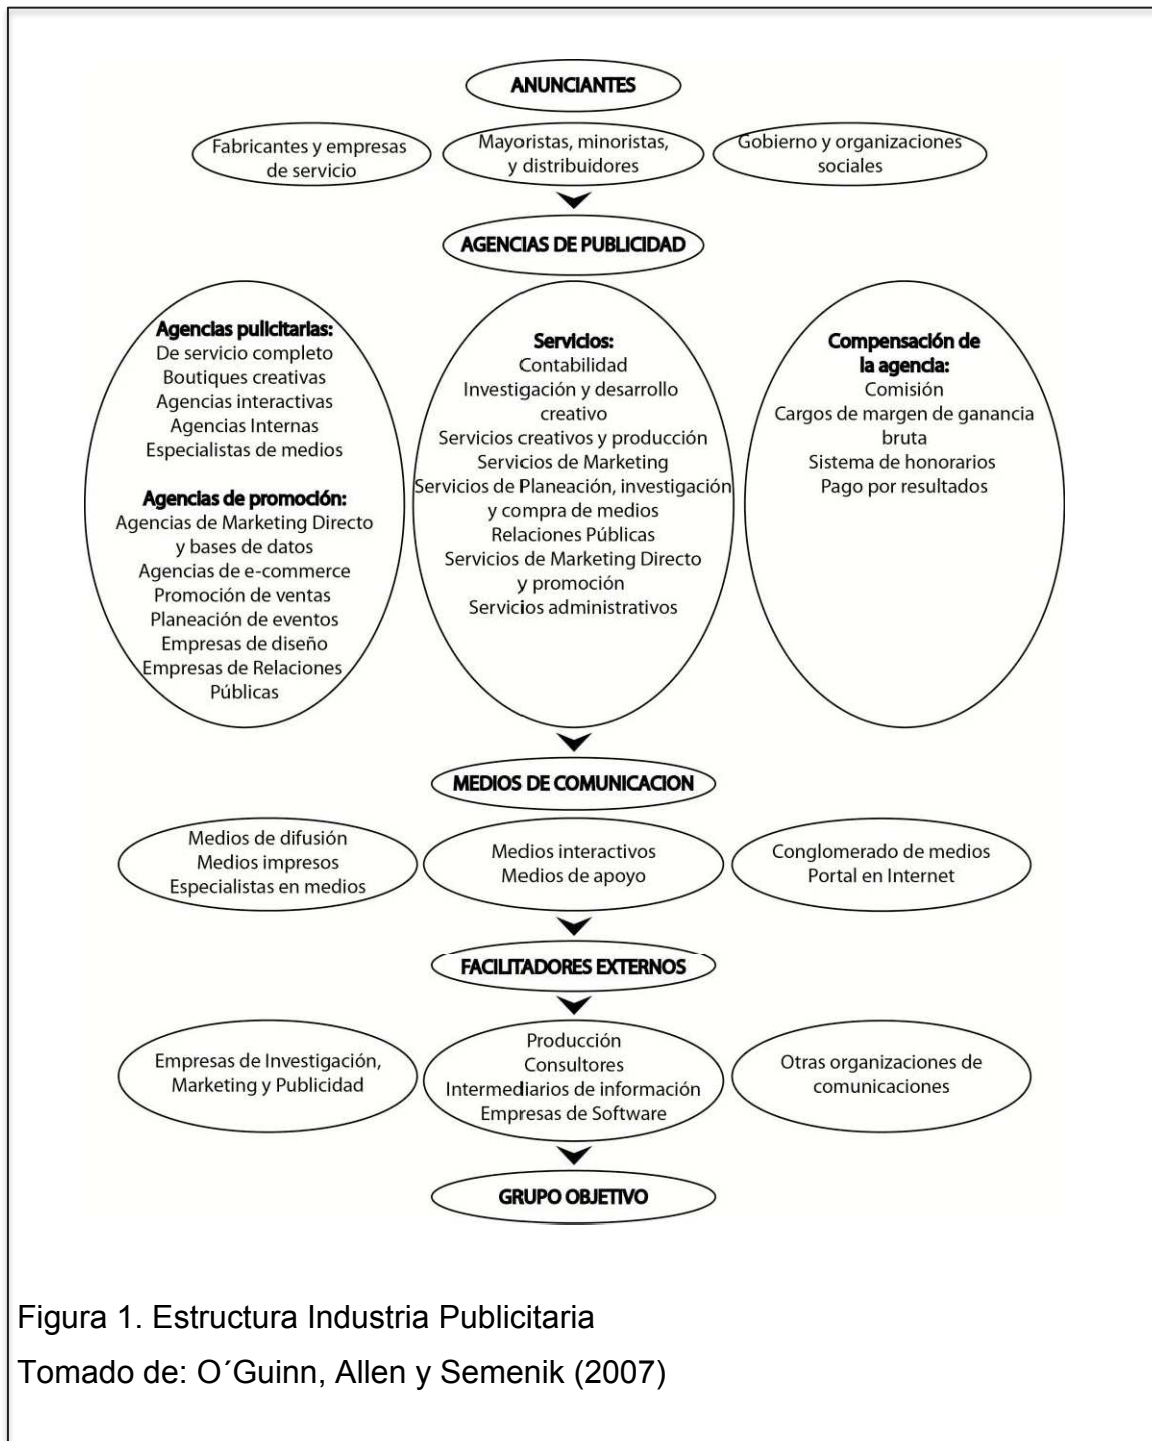 ANUNCIANTES
Fabricantes y empresas
de servicio
Mayoristas, minoristas,
y distribuidores
Gobierno y organizaciones
sociales
AGENCIAS DE PUBLICIDAD
Agencias pulicitarias:
De servicio completo
Boutiques creativas
Agencias interactivas
Agencias Internas
Especialistas de medios
Agencias de promoción:
Agencias de Marketing Directo
y bases de datos
Agencias de e-commerce
Promoción de ventas
Planeación de eventos
Empresas de diseño
Empresas de Relaciones
Públicas
Servicios:
Contabilidad
Investigación y desarrollo
creativo
Servicios creativos y producción
Servicios de Marketing
Servicios de Planeación, investigación
y compra de medios
Relaciones Públicas
Servicios de Marketing Directo
y promoción
Servicios administrativos
Compensación de
la agencia:
Comisión
Cargos de margen de ganancia
bruta
Sistema de honorarios
Pago por resultados
MEDIOS DE COMUNICACION
Medios de difusión
Medios impresos
Especialistas en medios
Medios interactivos
Medios de apoyo
Conglomerado de medios
Portal en Internet
FACILITADORES EXTERNOS
Empresas de Investigación,
Marketing y Publicidad
Producción
Consultores
Intermediarios de información
Empresas de Software
Otras organizaciones de
comunicaciones
GRUPO OBJETIVO
Figura 1. Estructura Industria Publicitaria
Tomado de: O´Guinn, Allen y Semenik (2007)